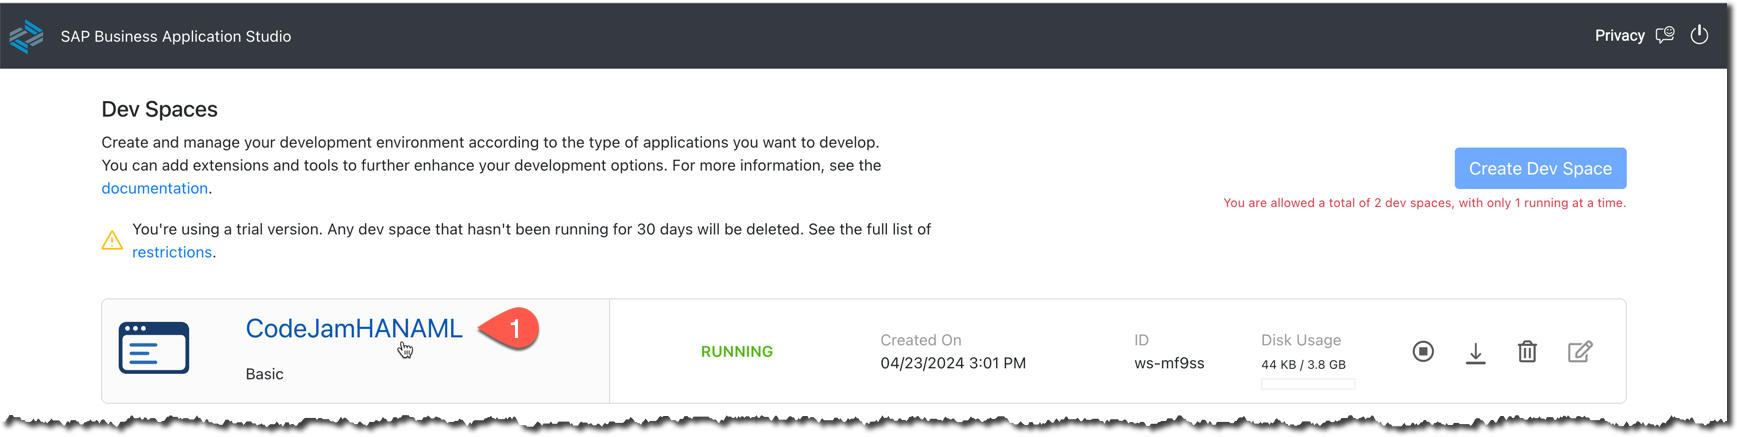 SAP Business Application Studio
Privacy
Dev Spaces
Create and manage your development environment according to the type of applications you want to develop.
You can add extensions and tools to further enhance your development options. For more information, see the
documentation.
Create Dev Space
You are allowed a total of 2 dev spaces, with only 1 running at a time.
You're using a trial version. Any dev space that hasn't been running for 30 days will be deleted. See the full list of
restrictions.
CodeJamHANAML
1
Basic
RUNNING
Created On
04/23/2024 3:01 PM
ID
ws-mf9ss
Disk Usage
44 KB / 3.8 GB